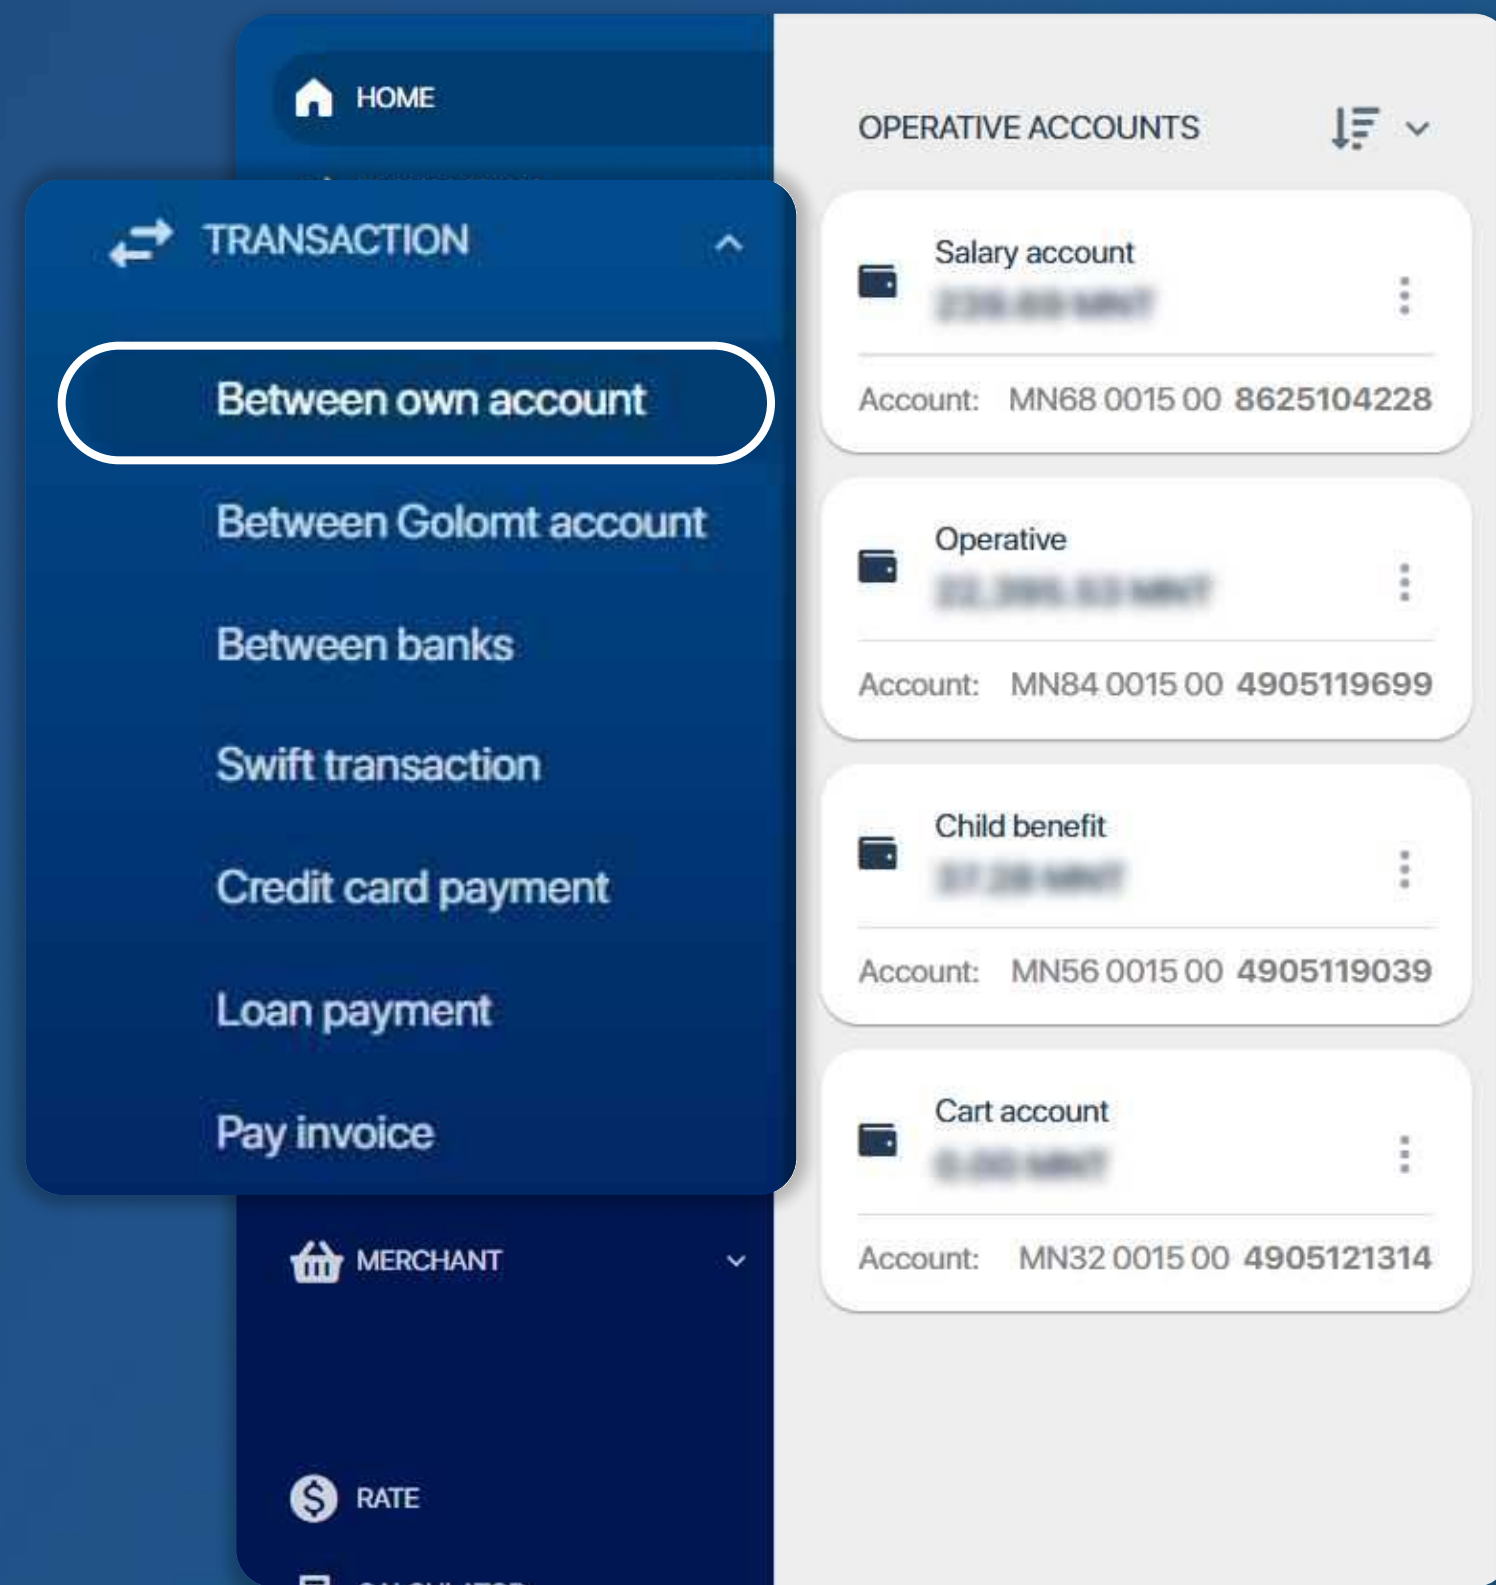 HOME
TRANSACTION
Between own account
Between Golomt account
Between banks
Swift transaction
Credit card payment
Loan payment
Pay invoice
MERCHANT
RATE
OPERATIVE ACCOUNTS
Salary account
Account: MN68 0015 00 8625104228
Operative
Account: MN84 0015 00 4905119699
Child benefit
Account: MN56 0015 00 4905119039
Cart account
Account: MN32 0015 00 4905121314